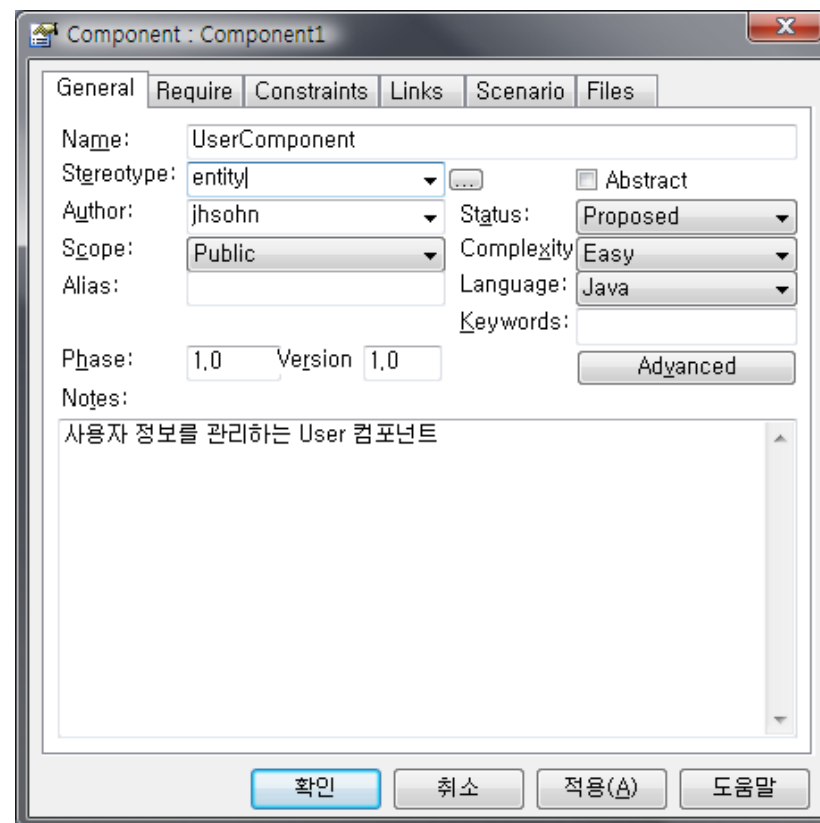 Component : Component1
General Require Constraints Links Scenario Files
Name: UserComponent
Stereotype: entity ... Abstract
Author: jhsohn Status: Proposed
Scope: Public Complexity Easy
Alias: Language: Java
Keywords:
Phase: 1,0 Version 1,0 Advanced
Notes:
사용자 정보를 관리하는 User 컴포넌트
확인 취소 적용(A) 도움말